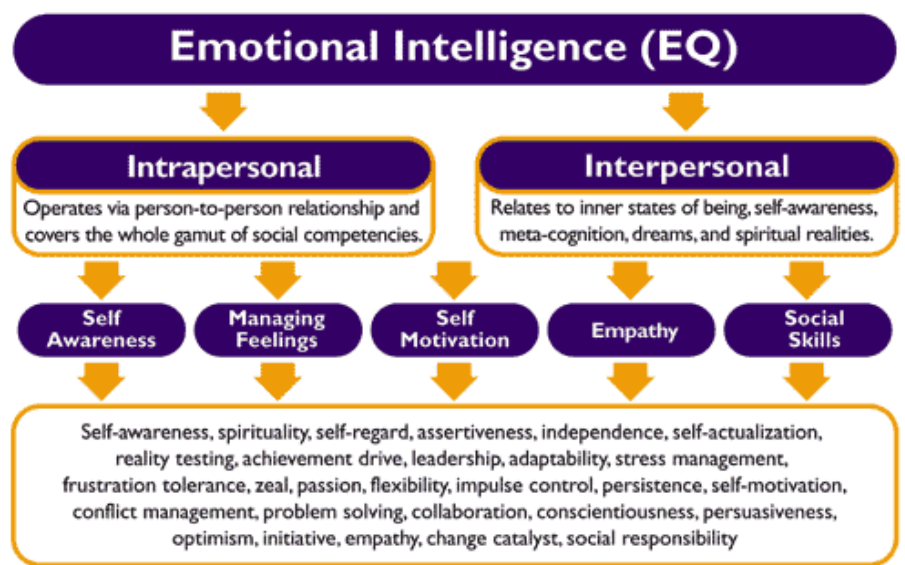 Emotional Intelligence (EQ)
Intrapersonal
Operates via person-to-person relationship and
covers the whole gamut of social competencies.
Interpersonal
Relates to inner states of being, self-awareness,
meta-cognition, dreams, and spiritual realities.
Self
Awareness
Managing
Feelings
Self
Motivation
Empathy
Social
Skills
Self-awareness, spirituality, self-regard, assertiveness, independence, self-actualization,
reality testing, achievement drive, leadership, adaptability, stress management,
frustration tolerance, zeal, passion, flexibility, impulse control, persistence, self-motivation,
conflict management, problem solving, collaboration, conscientiousness, persuasiveness,
optimism, initiative, empathy, change catalyst, social responsibility